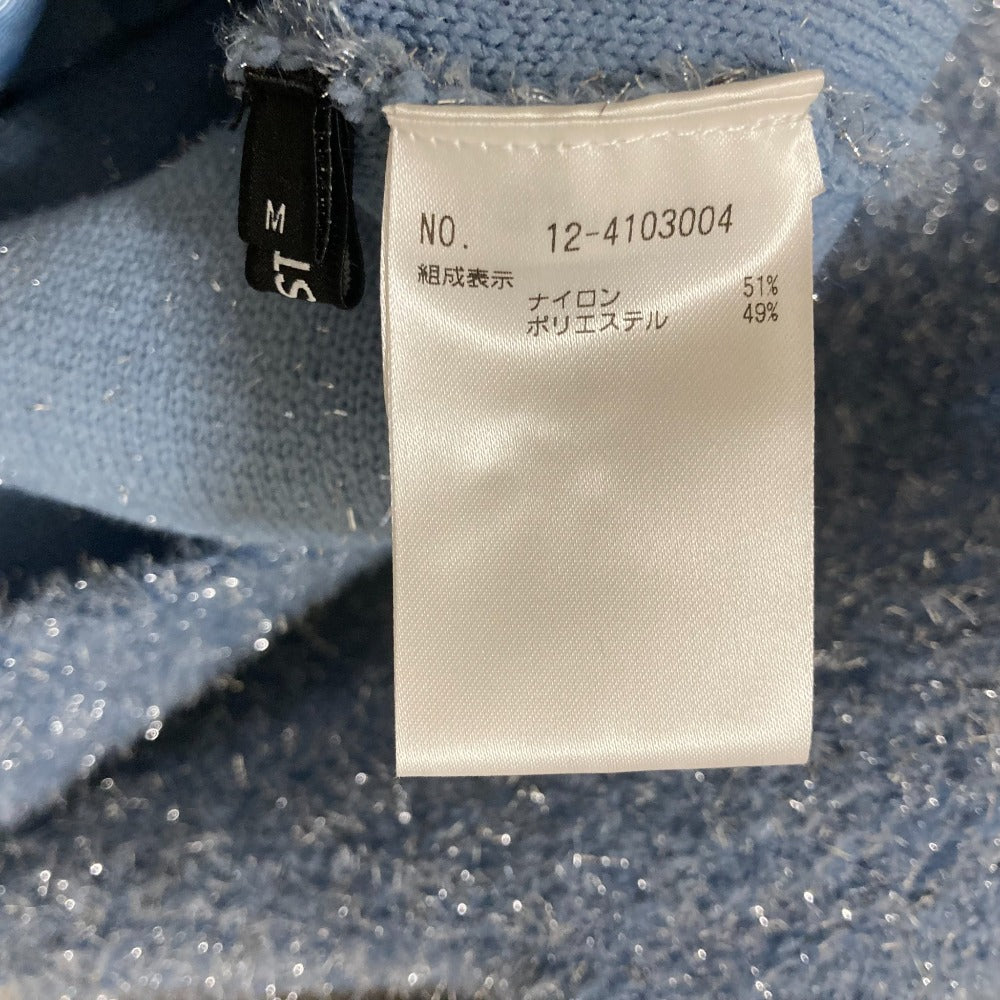 M
ST
NO. 12-4103004
組成表示
ナイロン 51%
ポリエステル 49%